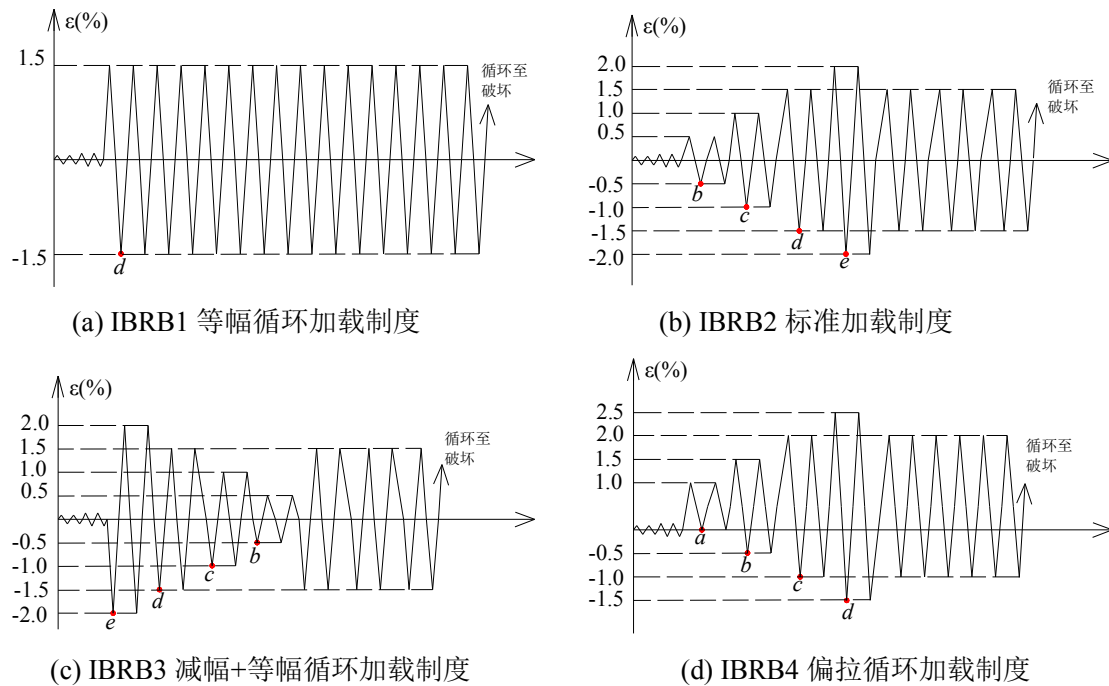 ε(%)
1.5
-1.5
d
循环至
破坏
(a) IBRB1 等幅循环加载制度
ε(%)
2.0
1.5
1.0
0.5
-0.5
-1.0
-1.5
-2.0
b
c
d
e
循环至
破坏
(b) IBRB2 标准加载制度
ε(%)
2.0
1.5
1.0
0.5
-0.5
-1.0
-1.5
-2.0
e
d
c
b
循环至
破坏
(c) IBRB3 减幅+等幅循环加载制度
ε(%)
2.5
2.0
1.5
1.0
-0.5
-1.0
-1.5
a
b
c
d
循环至
破坏
(d) IBRB4 偏拉循环加载制度